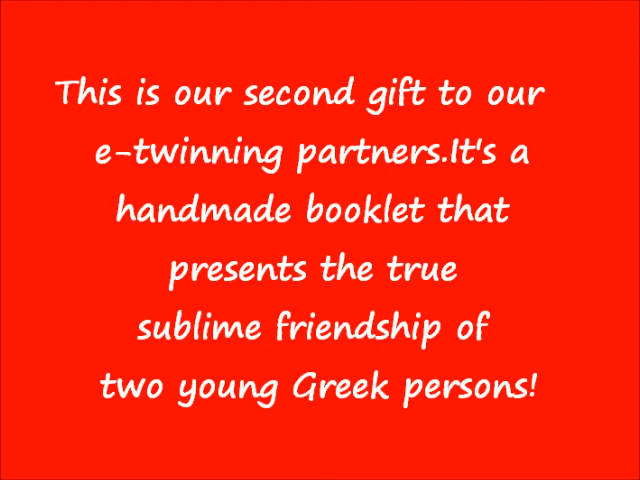 This is our second gift to our
e-twinning partners.It's a
handmade booklet that
presents the true
sublime friendship of
two young Greek persons!